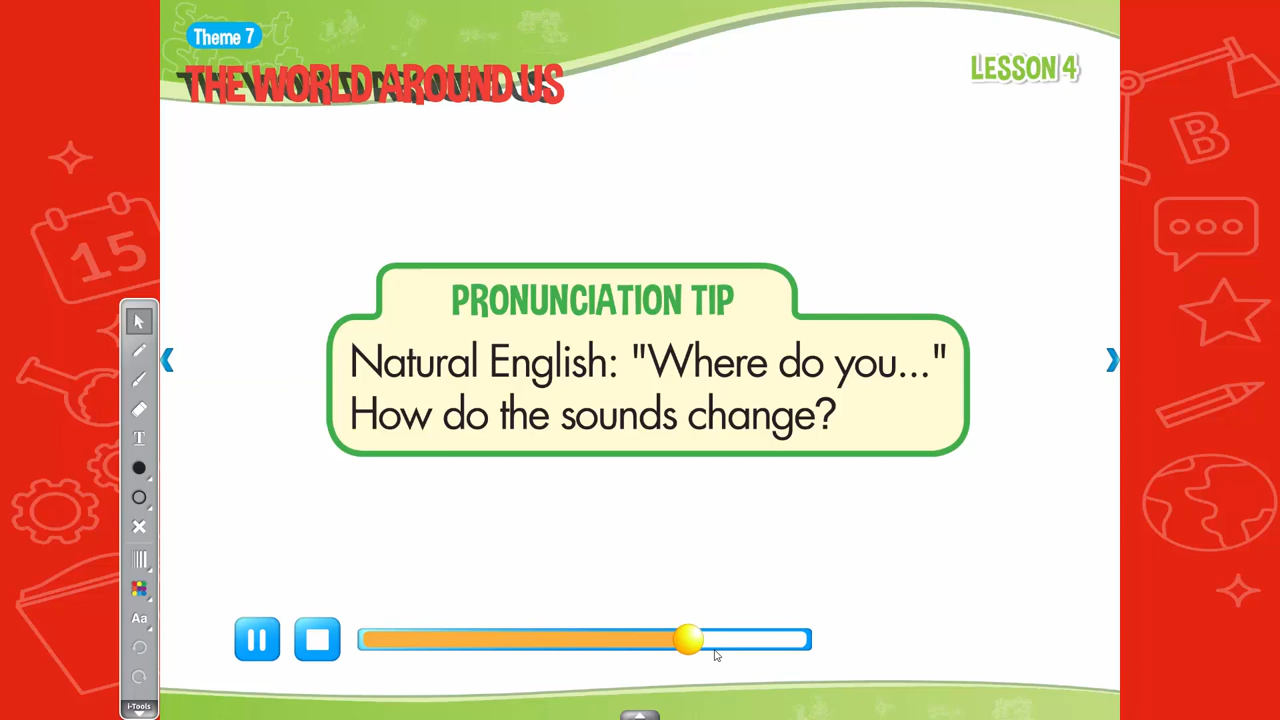 Theme 7
THE WORLD AROUND US
LESSON 4
B
15
PRONUNCIATION TIP
Natural English: "Where do you..."
How do the sounds change?
T
Aa
i-Tools